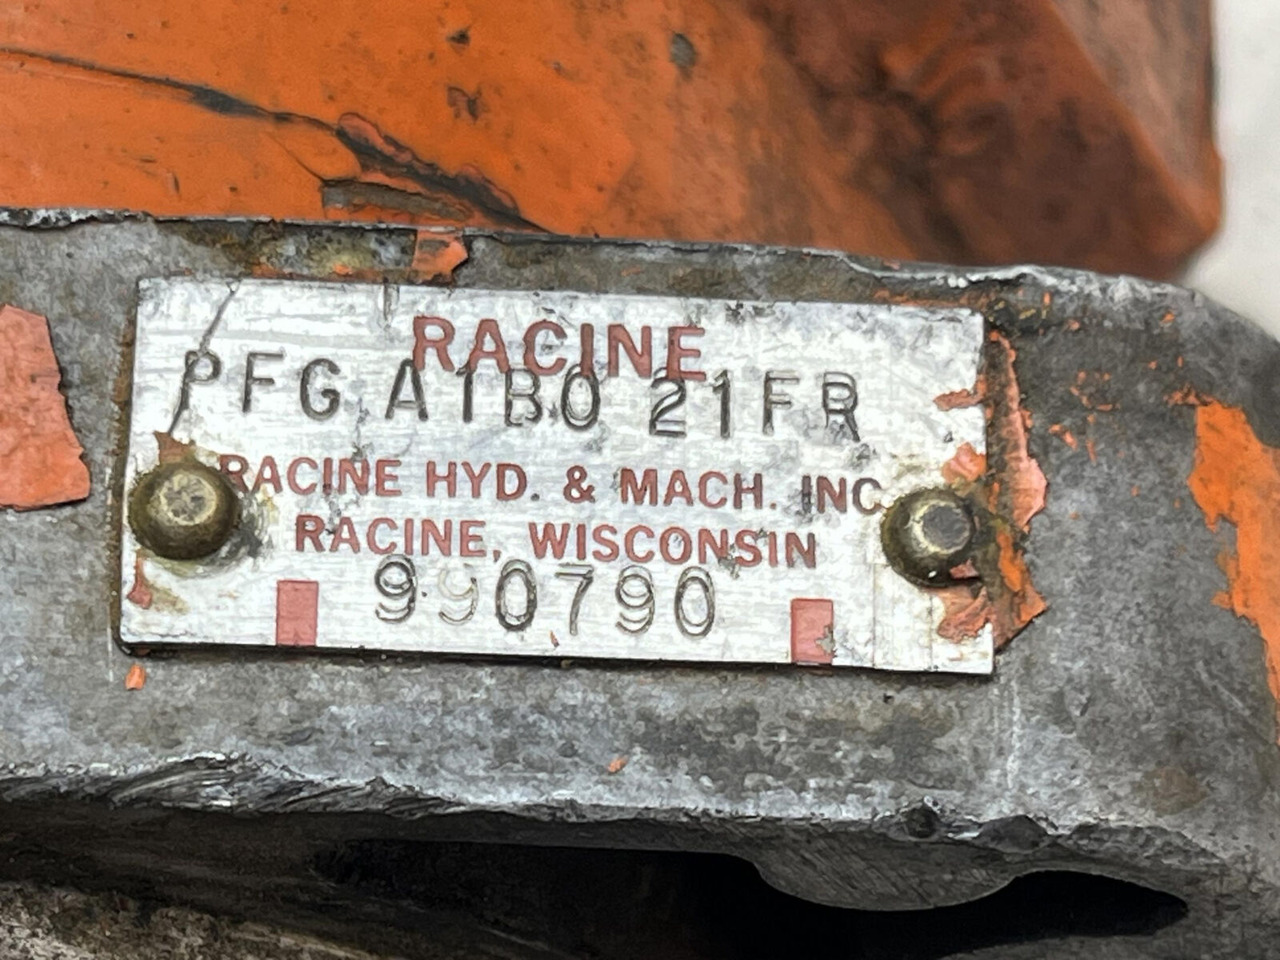 RACINE
PFG A1B0 21FR
RACINE HYD. & MACH. INC.
RACINE, WISCONSIN
990790